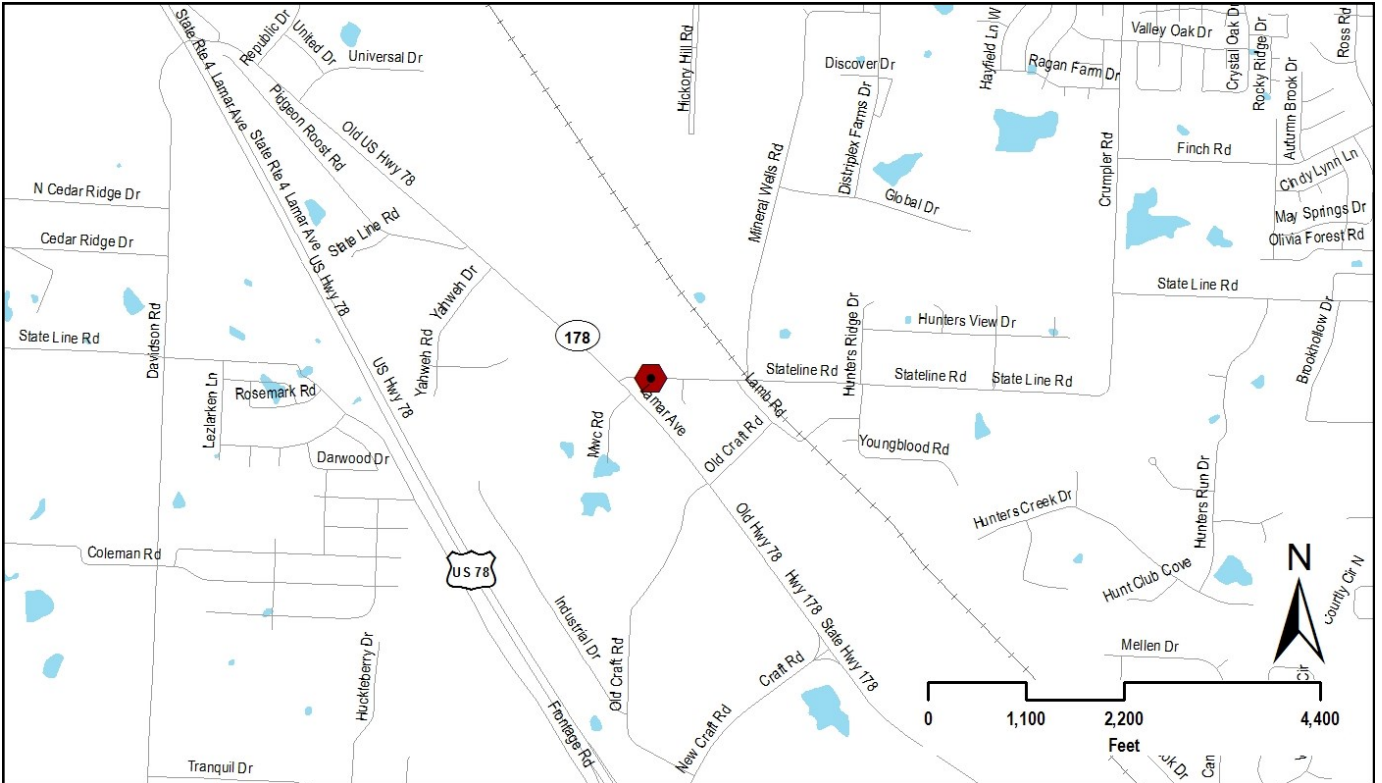 State Rte 4 Lamar Ave
Republic Dr
United Dr
Universal Dr
Hickory Hill Rd
Discover Dr
Hayfield Ln W
Ragan Farm Dr
Valley Oak Dr
Crystal Oak Dr
Rocky Ridge Dr
Ross Rd
Pidgeon Roost Rd
Old US Hwy 78
Distriplex Farms Dr
Autumn Brook Dr
State Rte 4 Lamar Ave
Mineral Wells Rd
Crumpler Rd
Finch Rd
Cindy Lynn Ln
N Cedar Ridge Dr
Global Dr
May Springs Dr
Cedar Ridge Dr
State Line Rd
Olivia Forest Rd
US Hwy 78
Yahweh Dr
State Line Rd
Davidson Rd
State Line Rd
178
Hunters Ridge Dr
Hunters View Dr
Brookhollow Dr
US Hwy 78
Yahweh Rd
Stateline Rd
Stateline Rd
State Line Rd
Lezlarken Ln
Rosemark Rd
Lamar Ave
Lamb Rd
Mwc Rd
Old Craft Rd
Youngblood Rd
Darwood Dr
Hunters Run Dr
Hunters Creek Dr
Old Hwy 78
Coleman Rd
US 78
Hwy 178
Hunt Club Cove
N
Courtly Cir N
Industrial Dr
State Hwy 178
Huckleberry Dr
Old Craft Rd
Craft Rd
Mellen Dr
Cir
New Craft Rd
Frontage Rd
0 1,100 2,200 4,400
Feet
Tranquil Dr